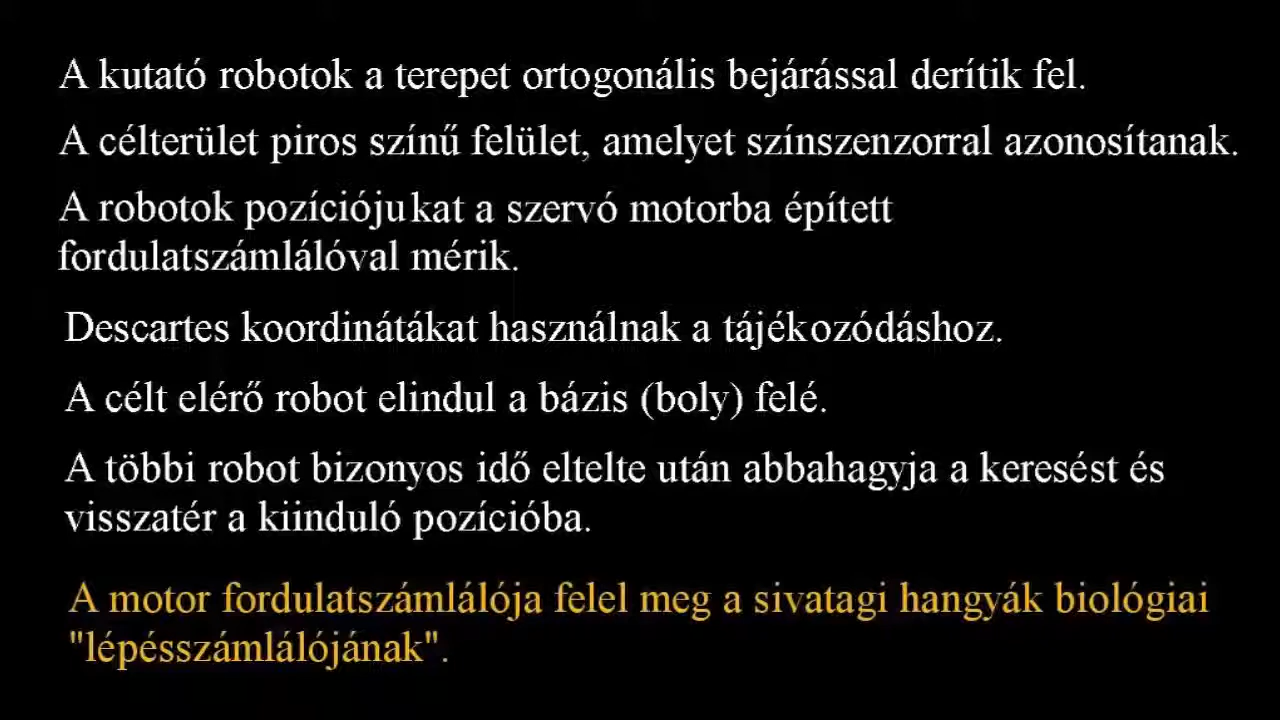 A kutató robotok a terepet ortogonális bejárással derítik fel.
A célterület piros színű felület, amelyet színszenzorral azonosítanak.
A robotok pozíciójukat a szervó motorba épített
fordulatszámlálóval mérik.
Descartes koordinátákat használnak a tájékozódáshoz.
A célt elérő robot elindul a bázis (boly) felé.
A többi robot bizonyos idő eltelte után abbahagyja a keresést és
visszatér a kiinduló pozícióba.
A motor fordulatszámlálója felel meg a sivatagi hangyák biológiai
"lépésszámlálójának".